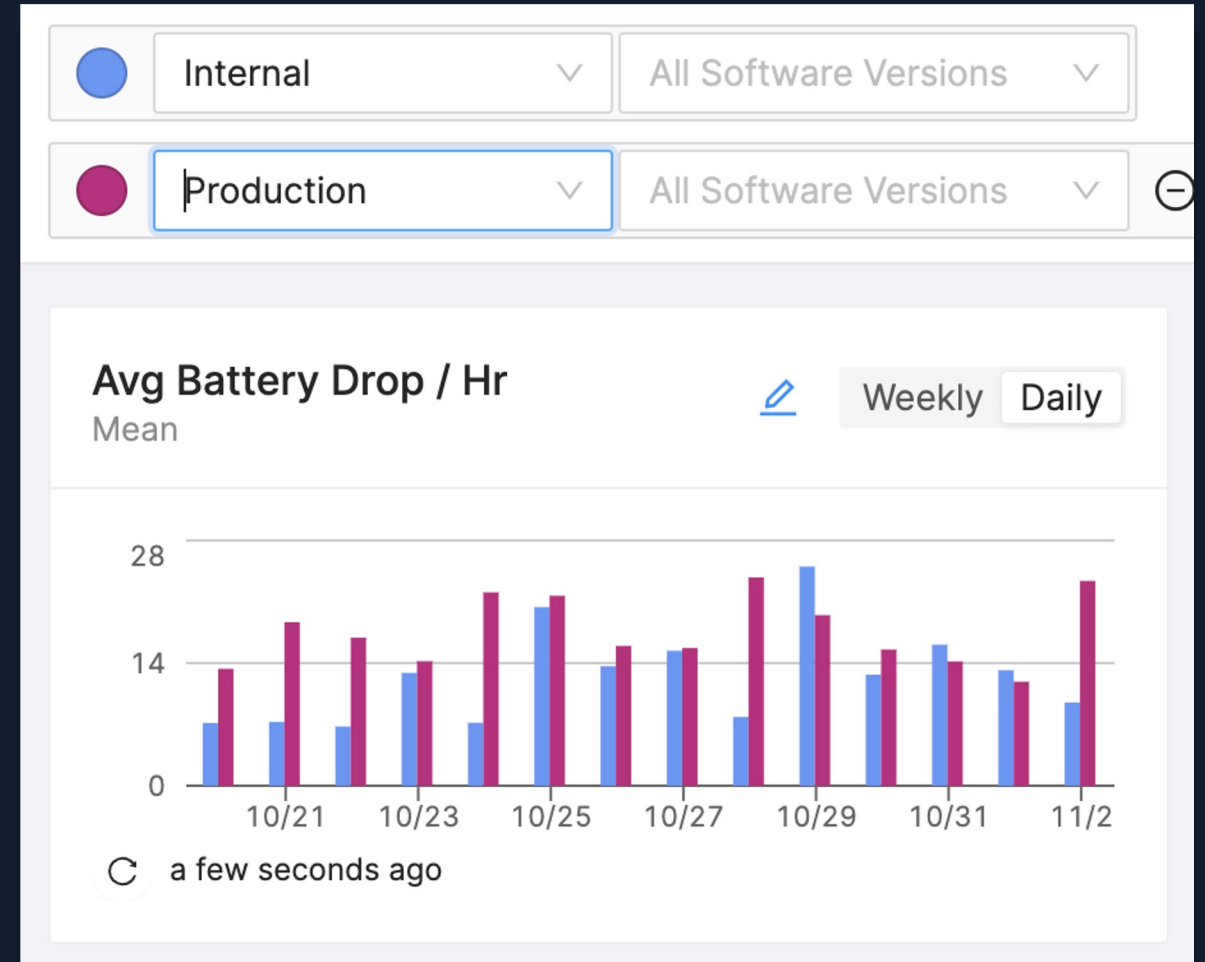 Internal All Software Versions
Production All Software Versions
Avg Battery Drop / Hr
Mean
Weekly Daily
28
14
0
10/21 10/23 10/25 10/27 10/29 10/31 11/2
a few seconds ago